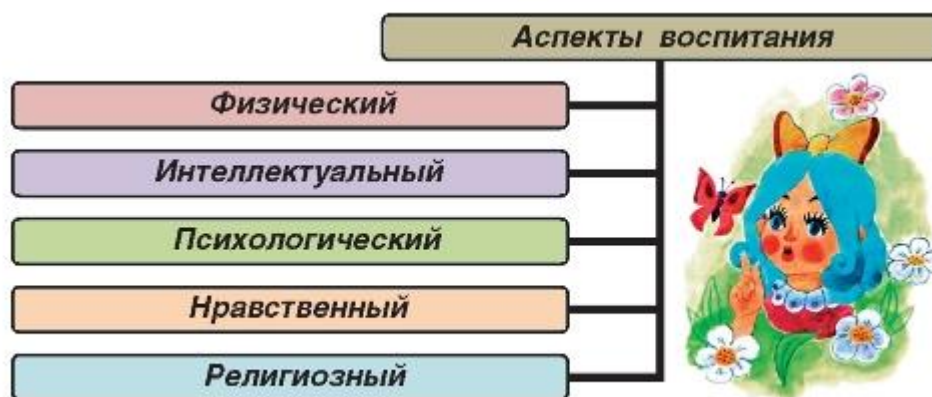 Аспекты воспитания
Физический
Интеллектуальный
Психологический
Нравственный
Религиозный